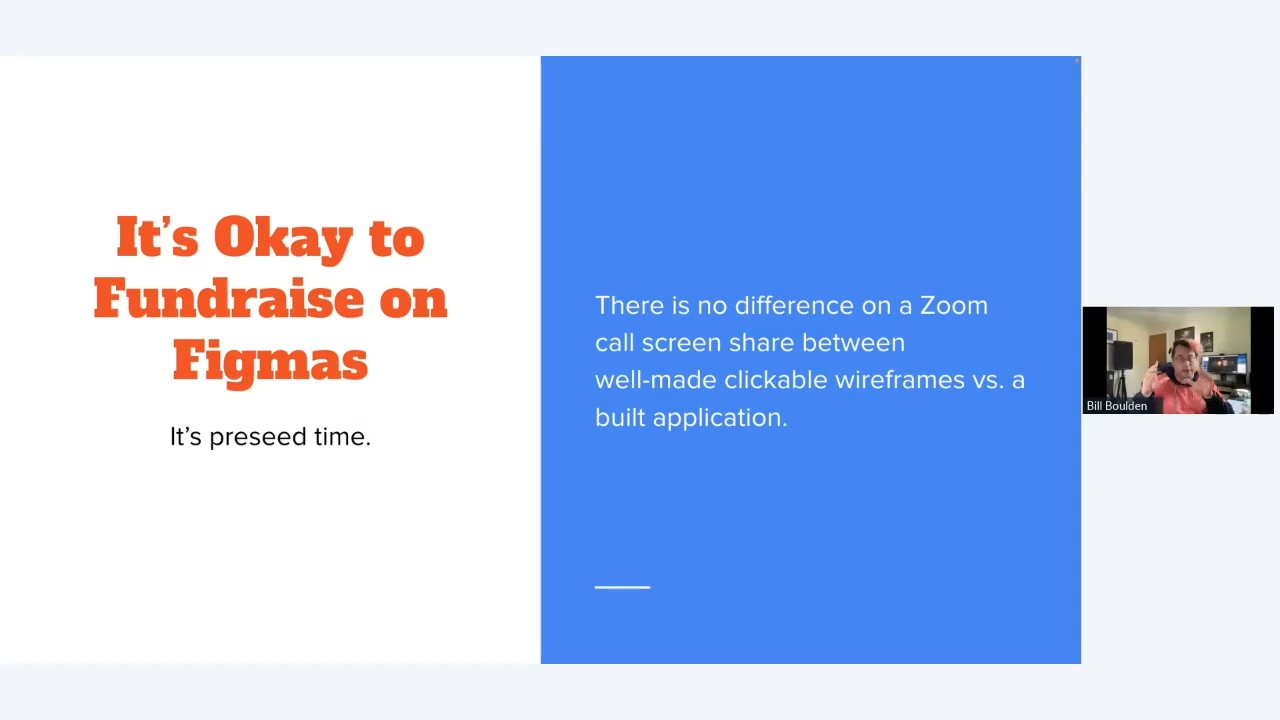 It’s Okay to
Fundraise on
Figmas
It’s preseed time.
There is no difference on a Zoom
call screen share between
well-made clickable wireframes vs. a
built application.
Bill Boulden